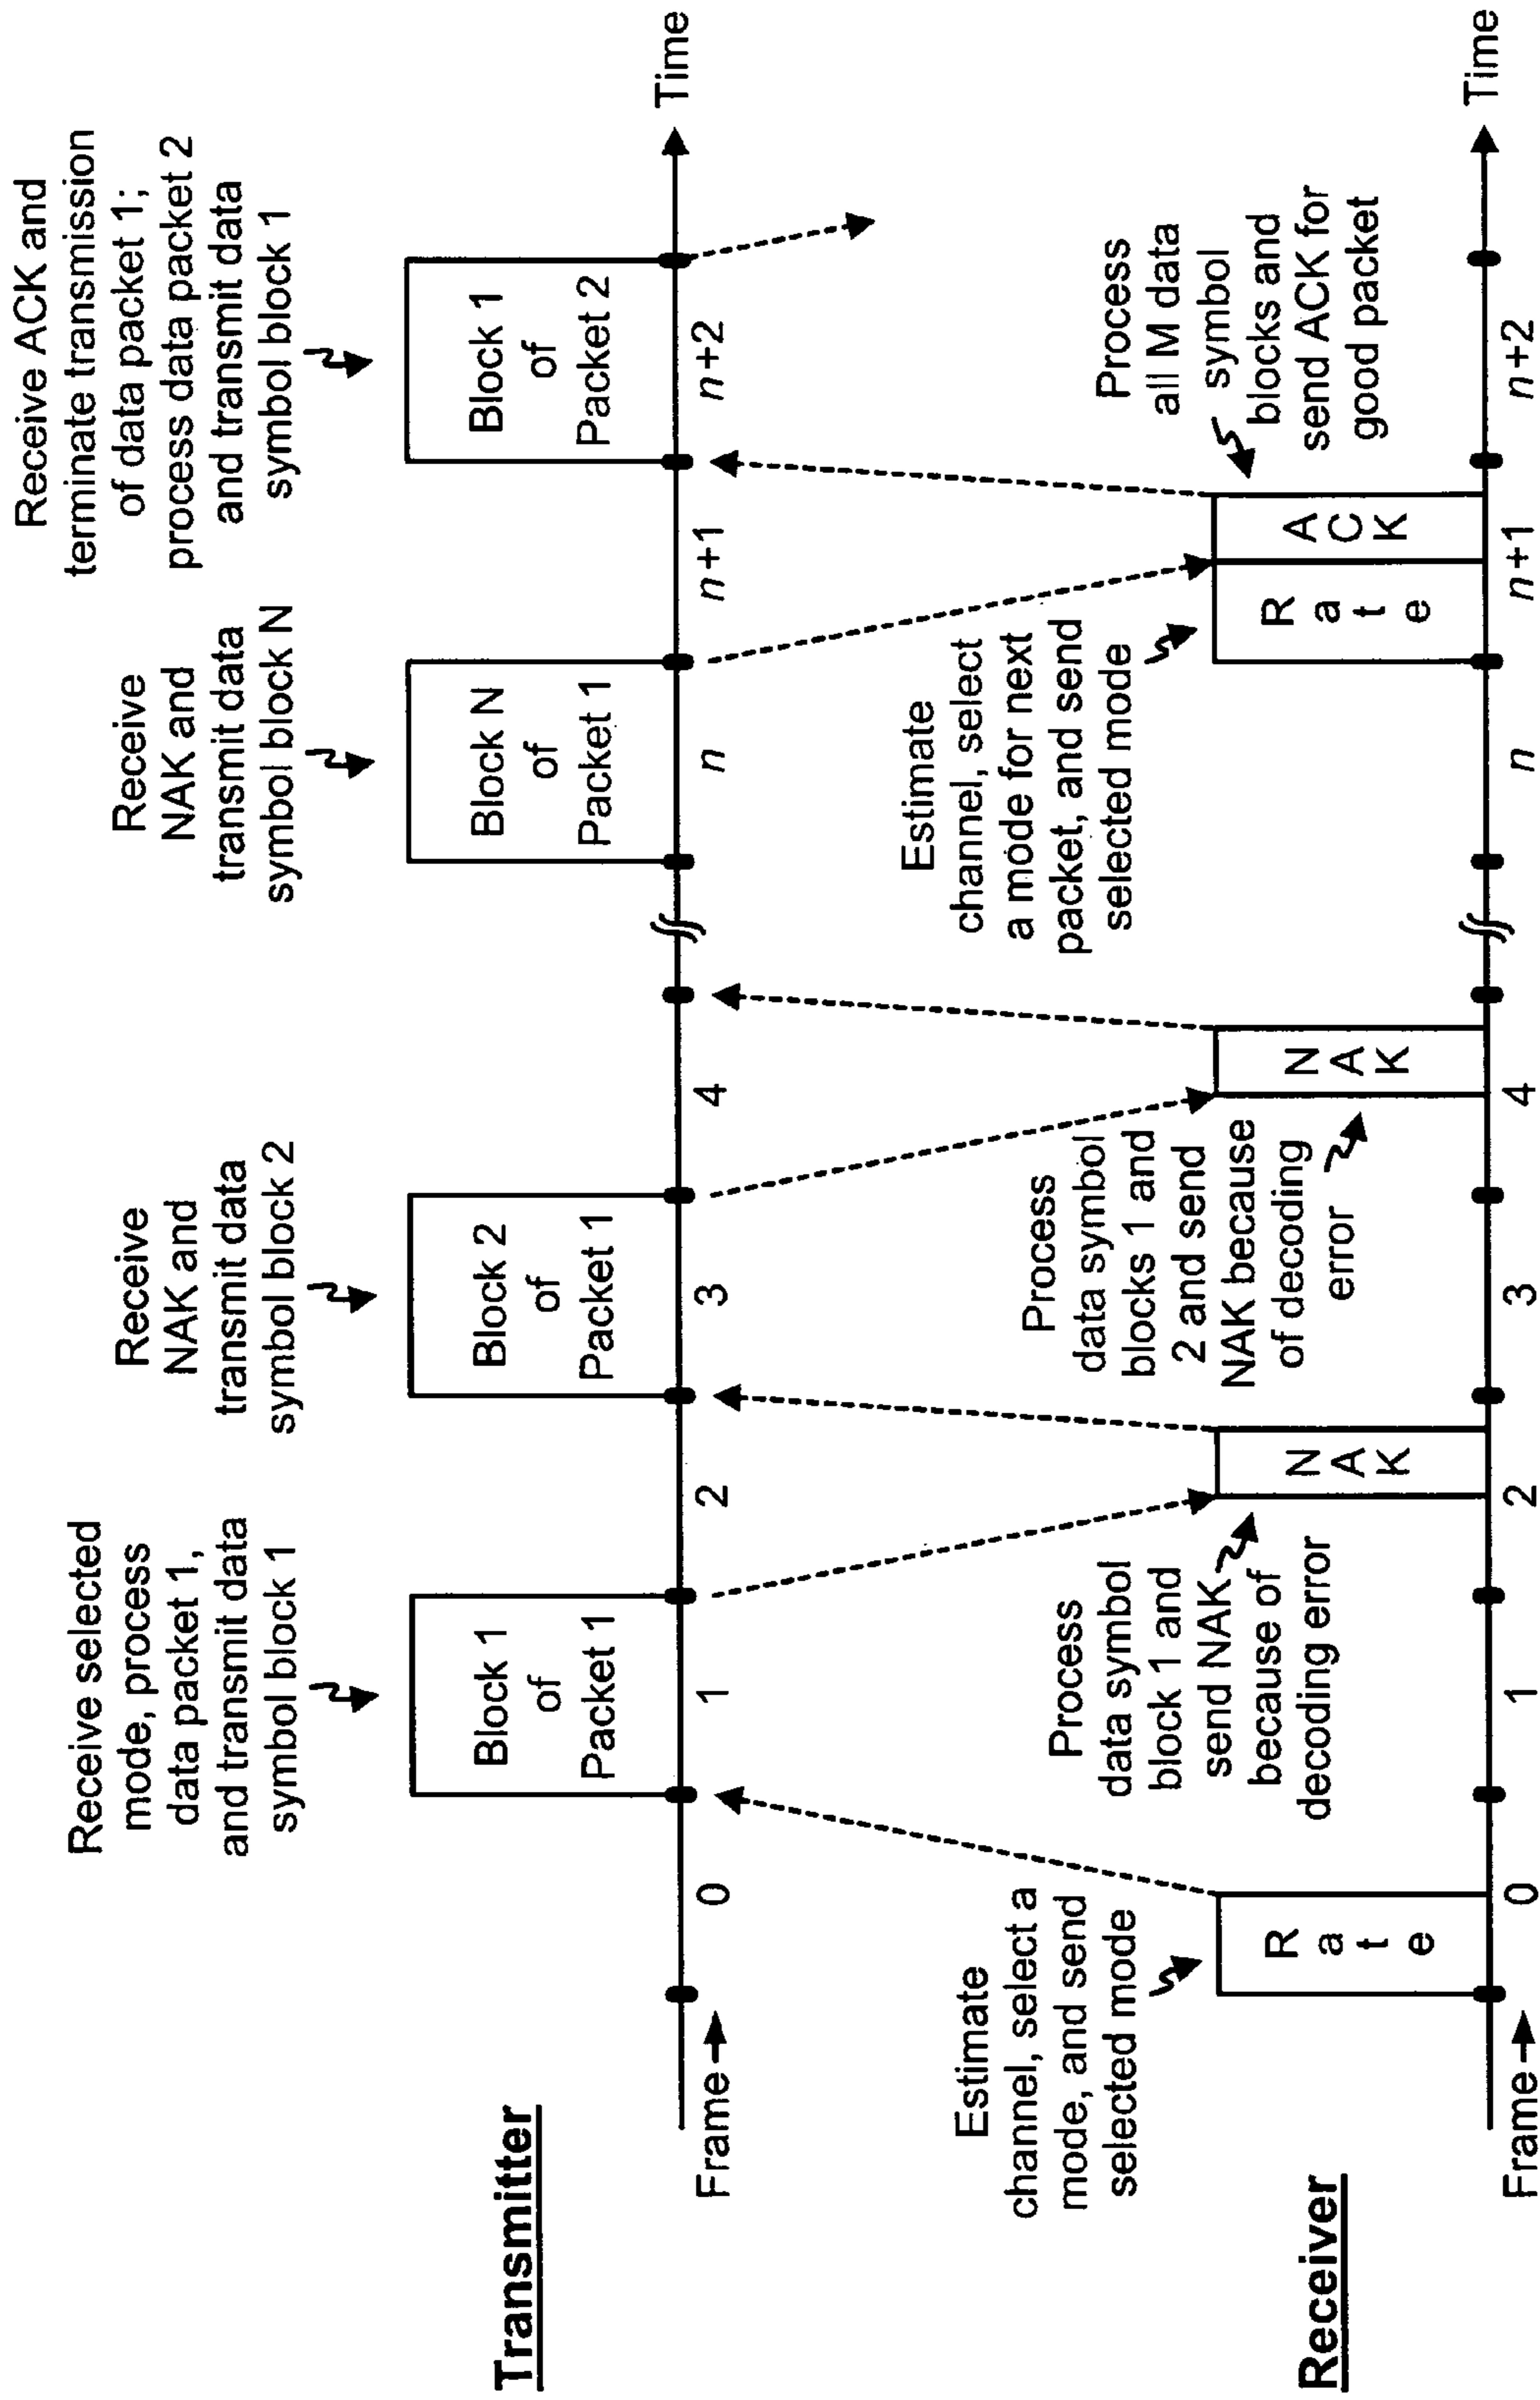 Transmitter
Receive selected
mode, process
data packet 1,
and transmit data
symbol block 1
Receive
NAK and
transmit data
symbol block 2
Receive
NAK and
transmit data
symbol block N
Receive ACK and
terminate transmission
of data packet 1;
process data packet 2
and transmit data
symbol block 1
Block 1
of
Packet 1
Block 2
of
Packet 1
Block N
of
Packet 1
Block 1
of
Packet 2
Time
Frame
0
1
2
3
4
n
n+1
n+2
Receiver
Estimate
channel, select a
mode, and send
selected mode
Process
data symbol
block 1 and
send NAK
because of
decoding error
Process
data symbol
blocks 1 and
2 and send
NAK because
of decoding
error
Estimate
channel, select
a mode for next
packet, and send
selected mode
Process
all M data
symbol
blocks and
send ACK for
good packet
Rate
NAK
NAK
Rate
ACK
Time
Frame
0
1
2
3
4
n
n+1
n+2